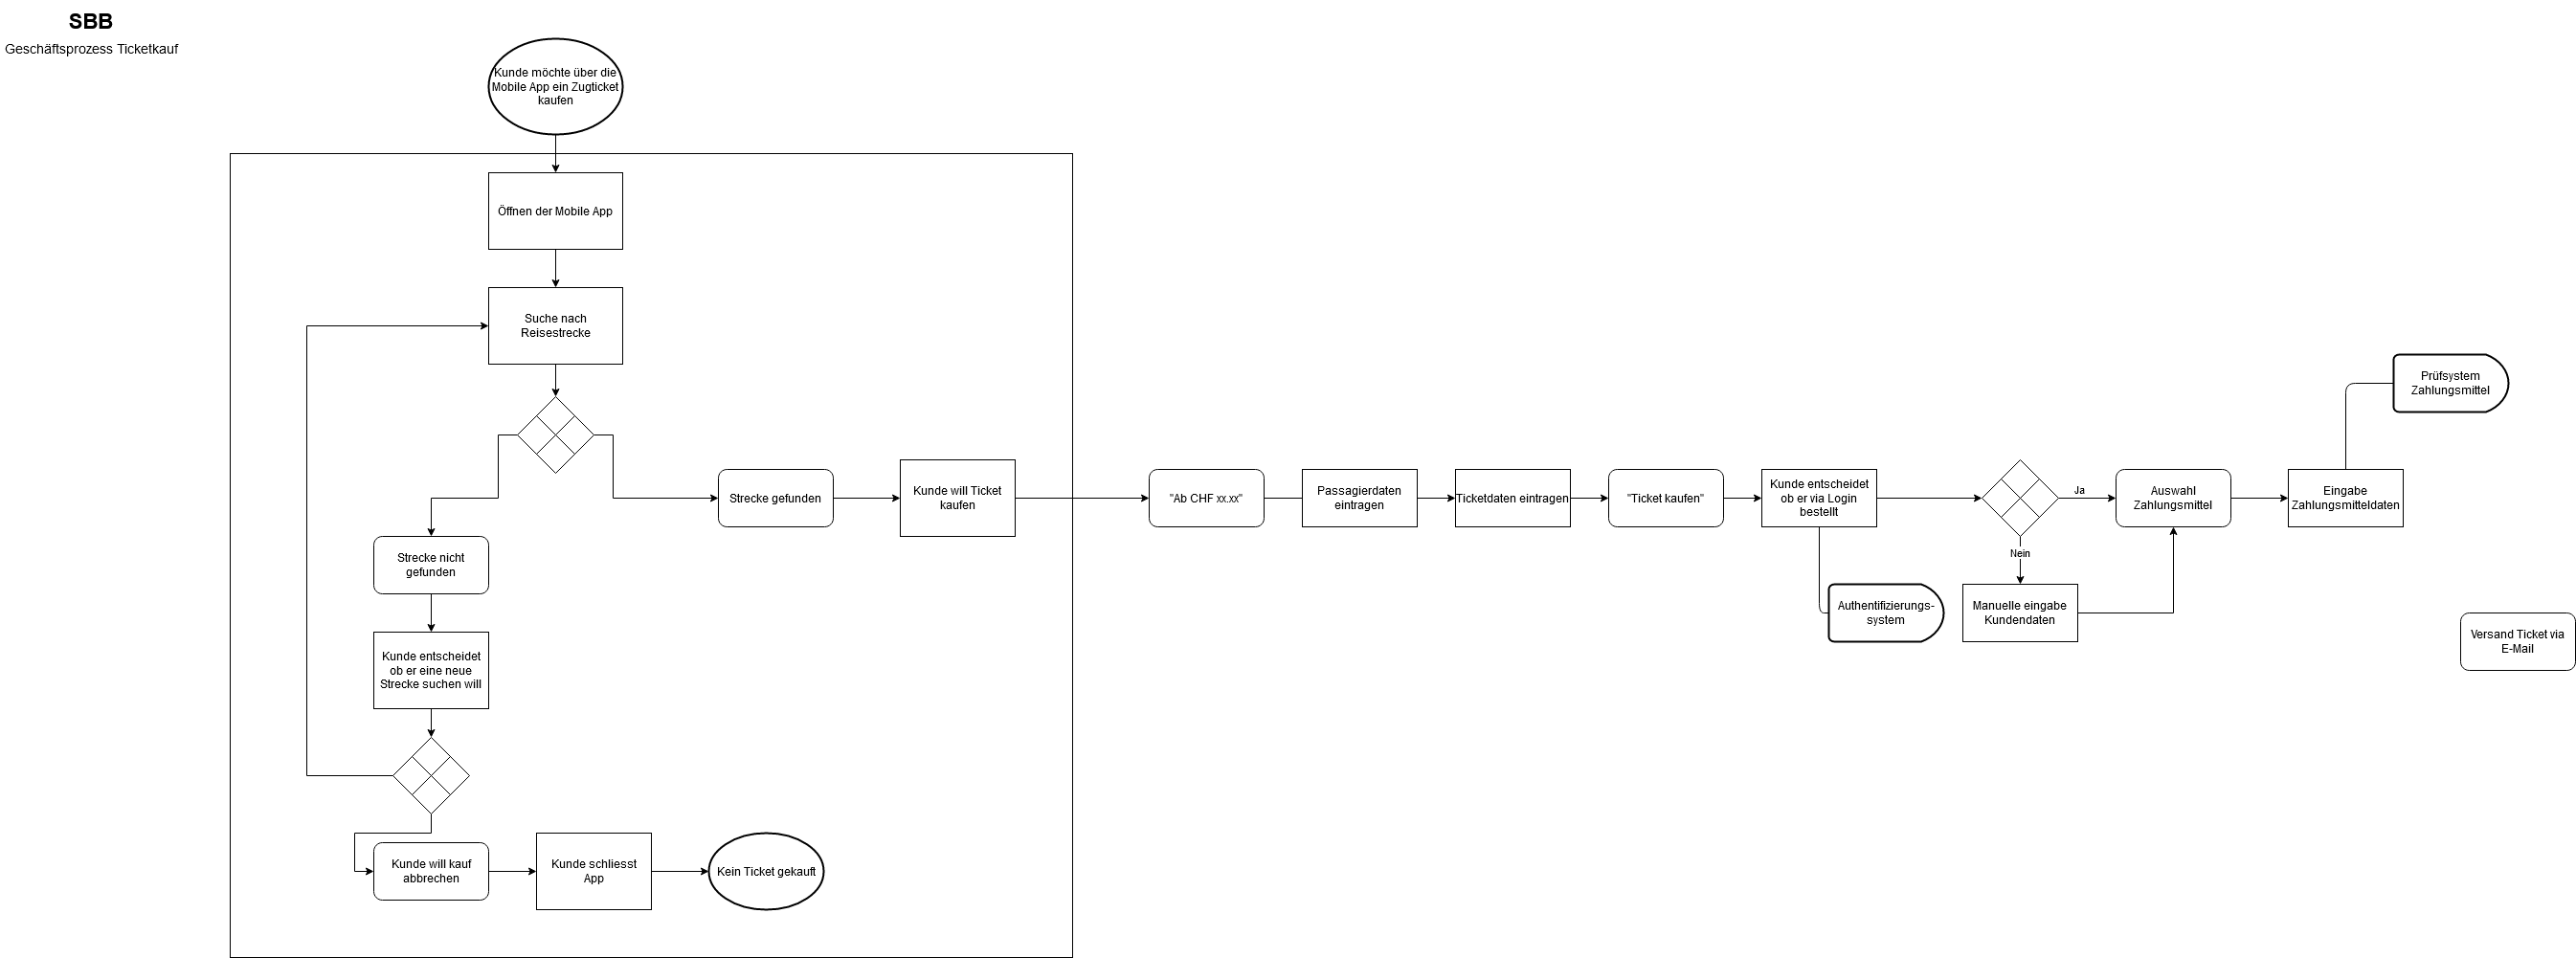 SBB
Geschäftsprozess Ticketkauf
Kunde möchte über die
Mobile App ein Zugticket
kaufen
Öffnen der Mobile App
Suche nach
Reisestrecke
Strecke gefunden
Kunde will Ticket
kaufen
Strecke nicht
gefunden
Kunde entscheidet
ob er eine neue
Strecke suchen will
Kunde will kauf
abbrechen
Kunde schliesst
App
Kein Ticket gekauft
"Ab CHF xx.xx"
Passagierdaten
eintragen
Ticketdaten eintragen
"Ticket kaufen"
Kunde entscheidet
ob er via Login
bestellt
Authentifizierungs-
system
Ja
Nein
Manuelle eingabe
Kundendaten
Auswahl
Zahlungsmittel
Eingabe
Zahlungsmitteldaten
Prüfsystem
Zahlungsmittel
Versand Ticket via
E-Mail